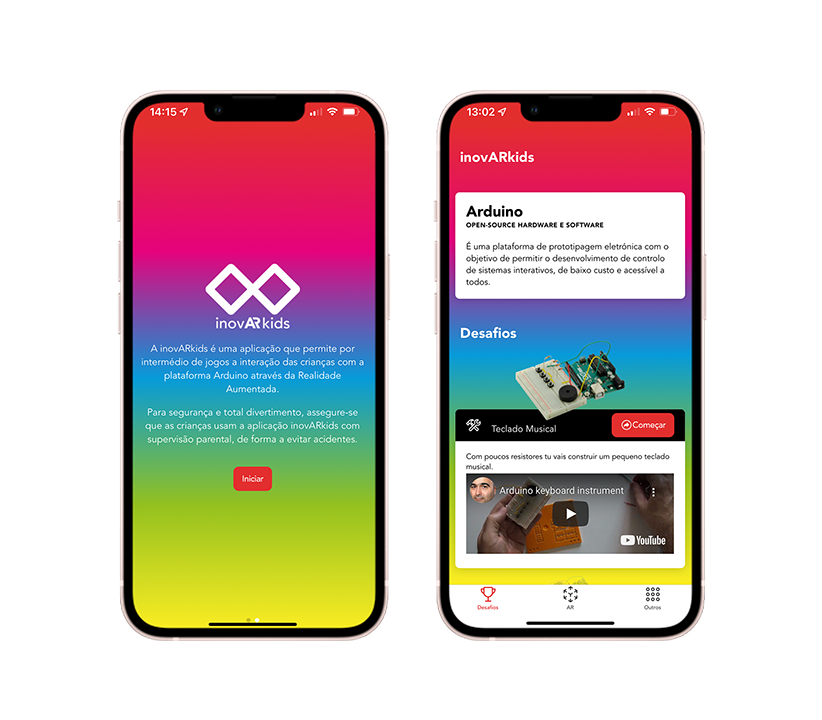 14:15
inovARkids
A inovARkids é uma aplicação que permite por
intermédio de jogos a interação das crianças com a
plataforma Arduino através da Realidade
Aumentada.
Para segurança e total divertimento, assegure-se
que as crianças usam a aplicação inovARkids com
supervisão parental, de forma a evitar acidentes.
Iniciar
13:02
inovARkids
Arduino
OPEN-SOURCE HARDWARE E SOFTWARE
É uma plataforma de prototipagem eletrónica com o
objetivo de permitir o desenvolvimento de controlo
de sistemas interativos, de baixo custo e acessível a
todos.
Desafios
Teclado Musical
Começar
Com poucos resistores tu vais construir um pequeno teclado
musical.
Arduino keyboard instrument
YouTube
Desafios
AR
Outros